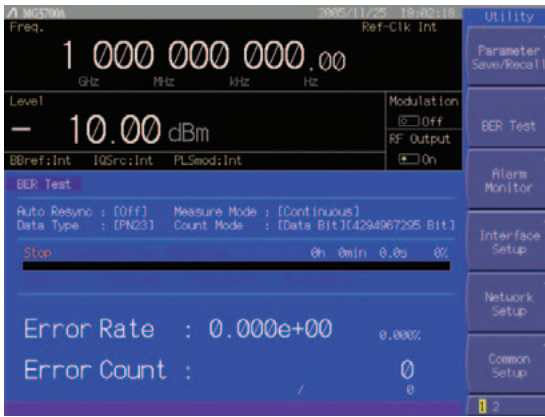 MG3700A 2005/11/25 19:02:18
Freq. Ref-Clk Int
1 000 000 000.00
GHz MHz kHz Hz
Level
- 10.00 dBm
Modulation
Off
RF Output
On
BBref:Int IQSrc:Int PLSmod:Int
BER Test
Auto Resync : [Off] Measure Mode : [Continuous]
Data Type : [PN23] Count Mode : [Data Bit][4294967295 Bit]
Stop 0h 0min 0.0s 0%
Error Rate : 0.000e+00 0.000%
Error Count : 0
/ 0
Utility
Parameter
Save/Recall
BER Test
Alarm
Monitor
Interface
Setup
Network
Setup
Common
Setup
1 2